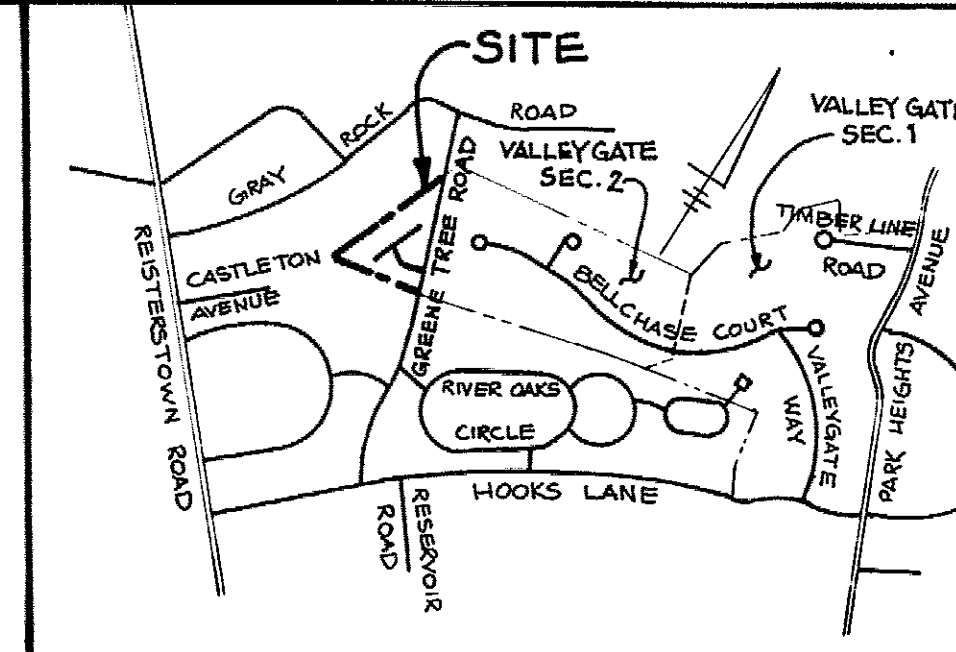 SITE
ROAD
GRAY ROCK
VALLEYGATE
SEC. 2
VALLEY GATE
SEC. 1
TIMBER LINE
ROAD
CASTLETON
AVENUE
GREENE TREE ROAD
BELLCHASE COURT
REISTERSTOWN ROAD
RIVER OAKS
CIRCLE
VALLEYGATE
WAY
PARK HEIGHTS AVENUE
HOOKS LANE
RESERVOIR
ROAD